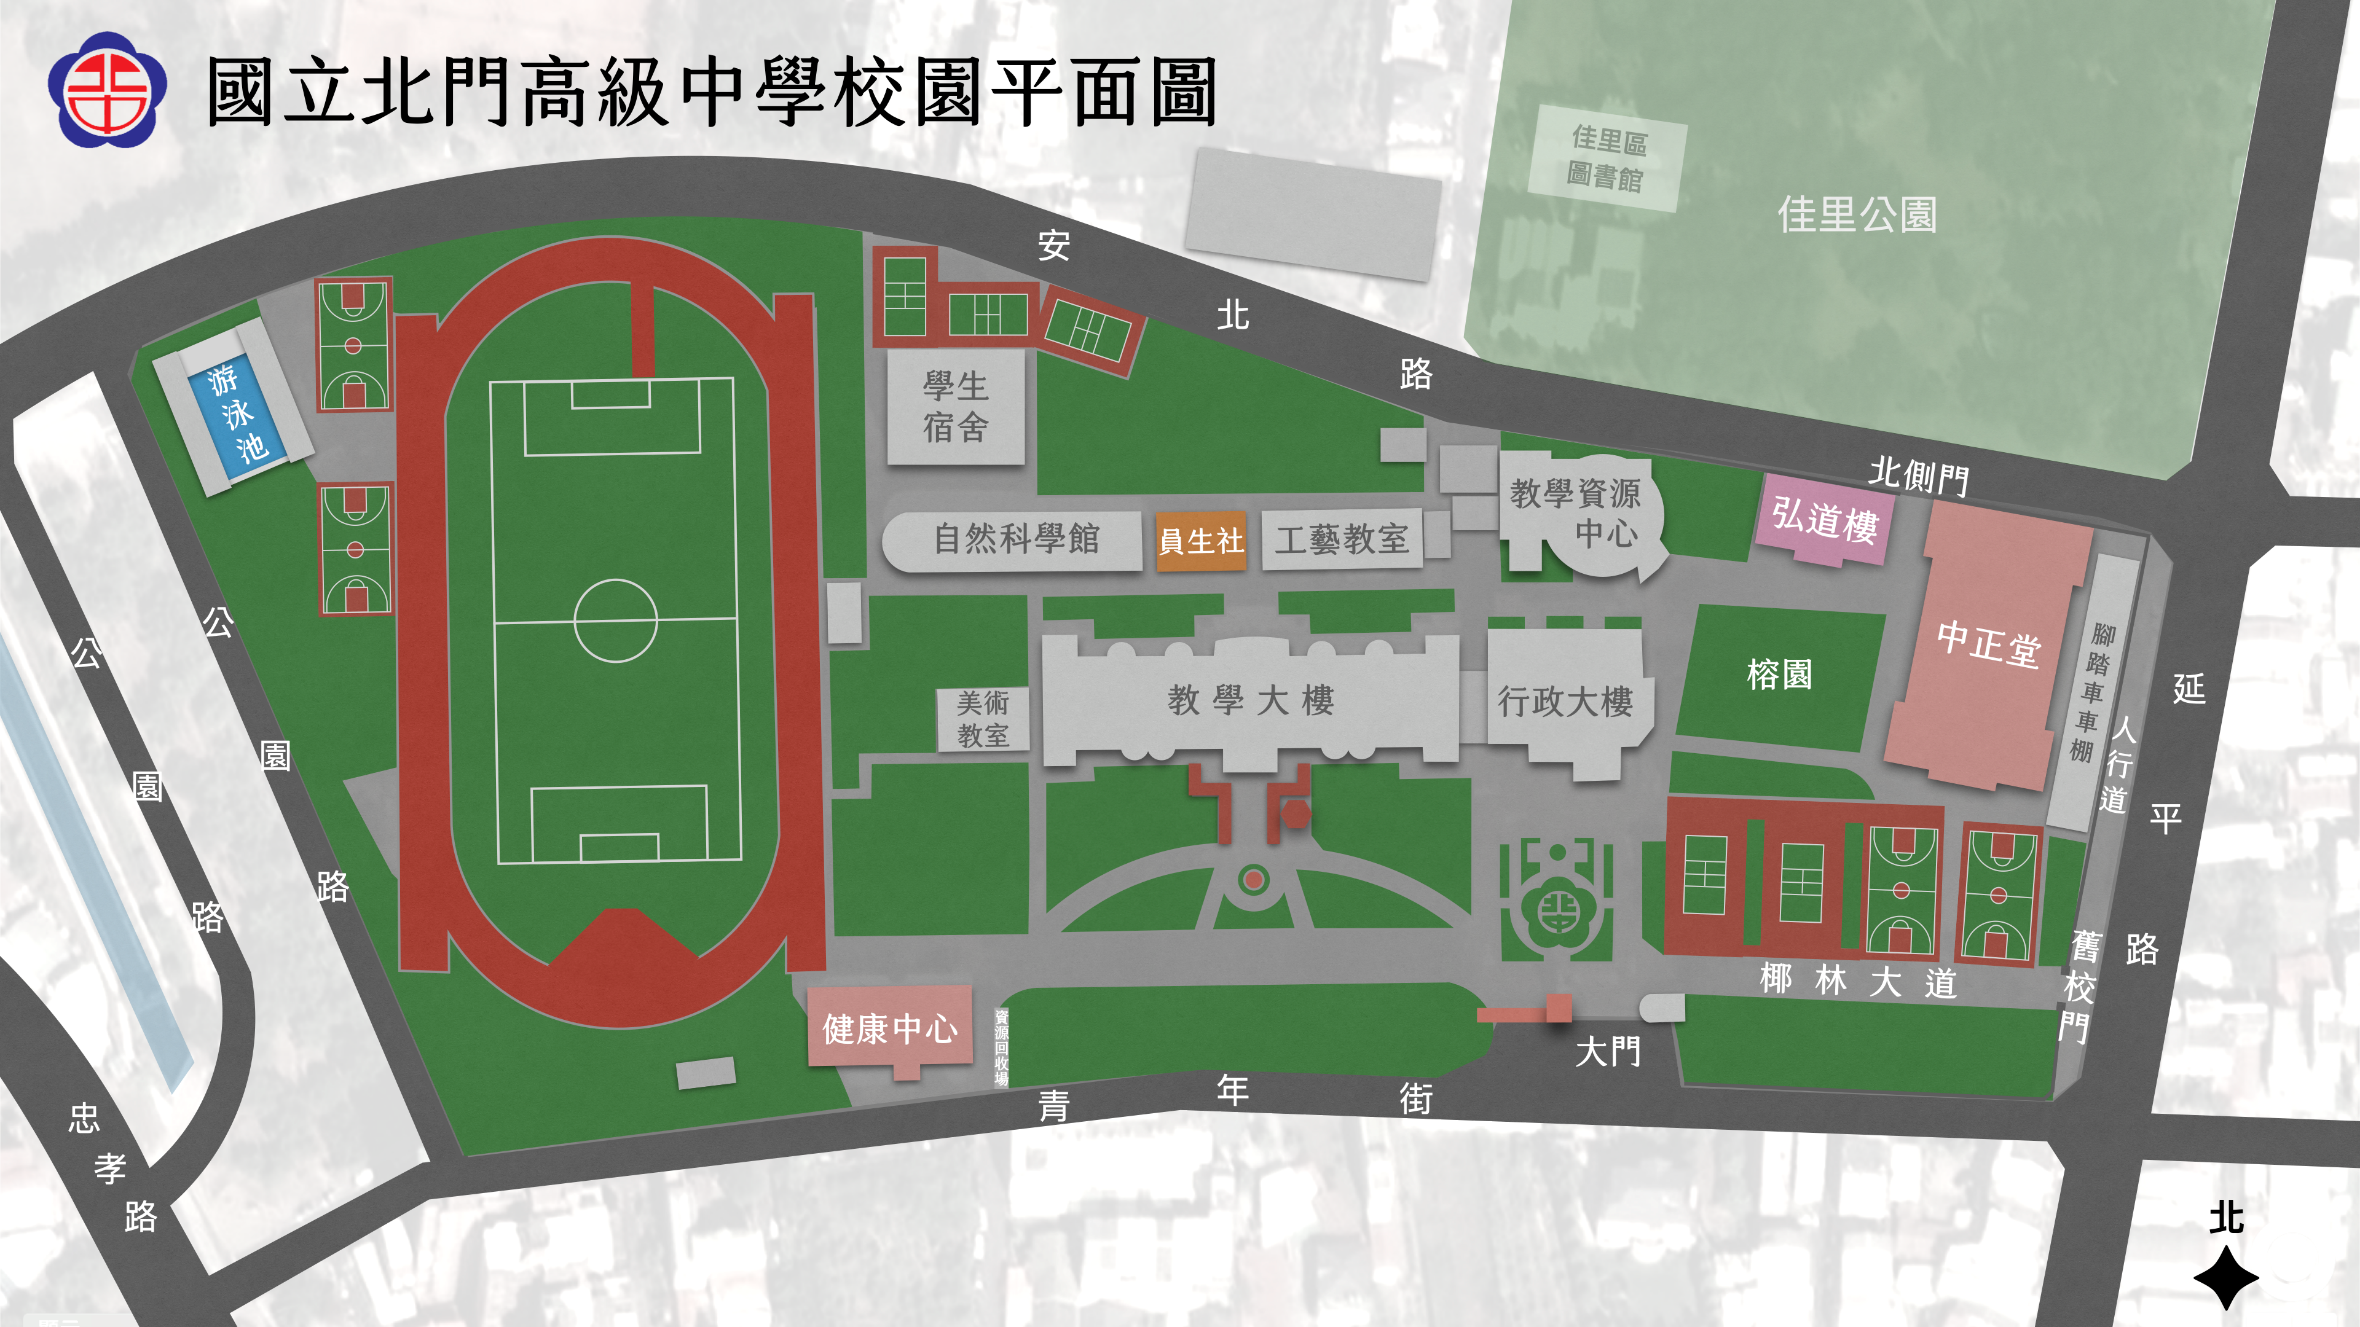 國立北門高級中學校園平面圖
佳里區
圖書館
佳里公園
安北路
游泳池
學生
宿舍
北側門
教學資源
中心
弘道樓
自然科學館
員生社
工藝教室
中正堂
腳踏車車棚
人行道
延平路
公園路
公園路
榕園
美術
教室
教學大樓
行政大樓
椰林大道
舊校門
健康中心
資源回收場
大門
青年街
忠孝路
北